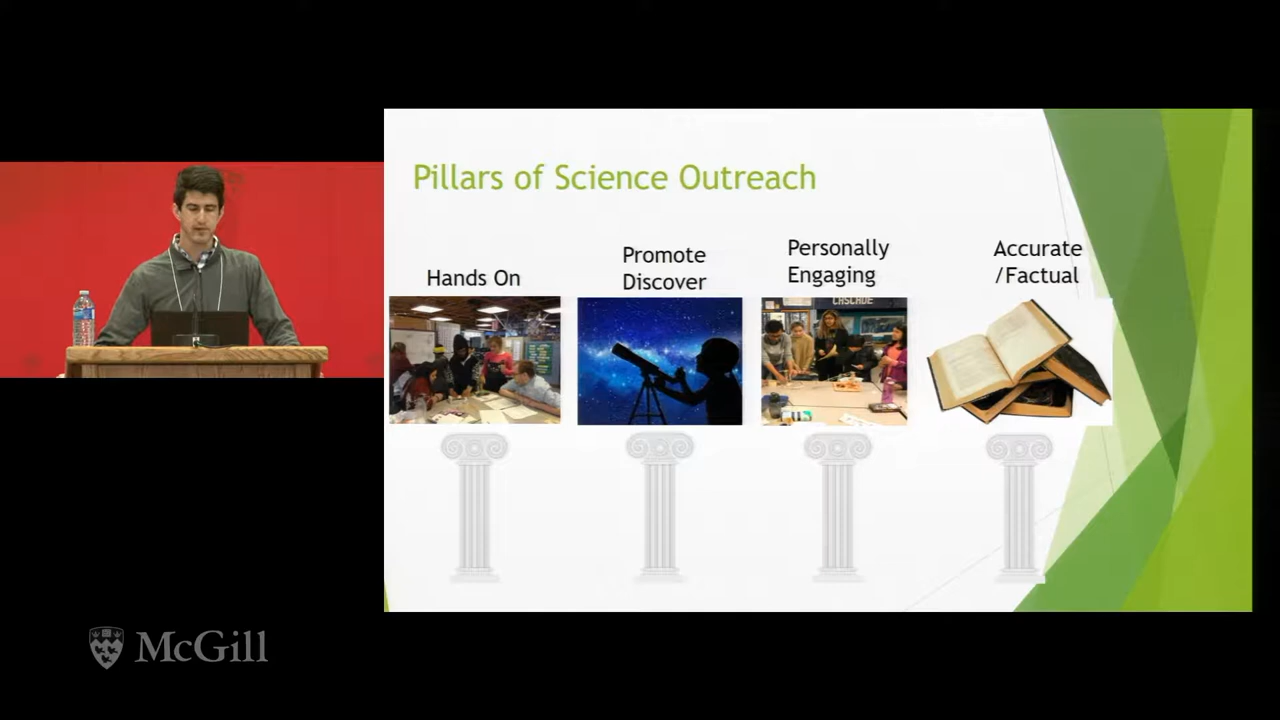 Pillars of Science Outreach
Hands On
Promote
Discover
Personally
Engaging
Accurate
/Factual
CASCADE
McGill